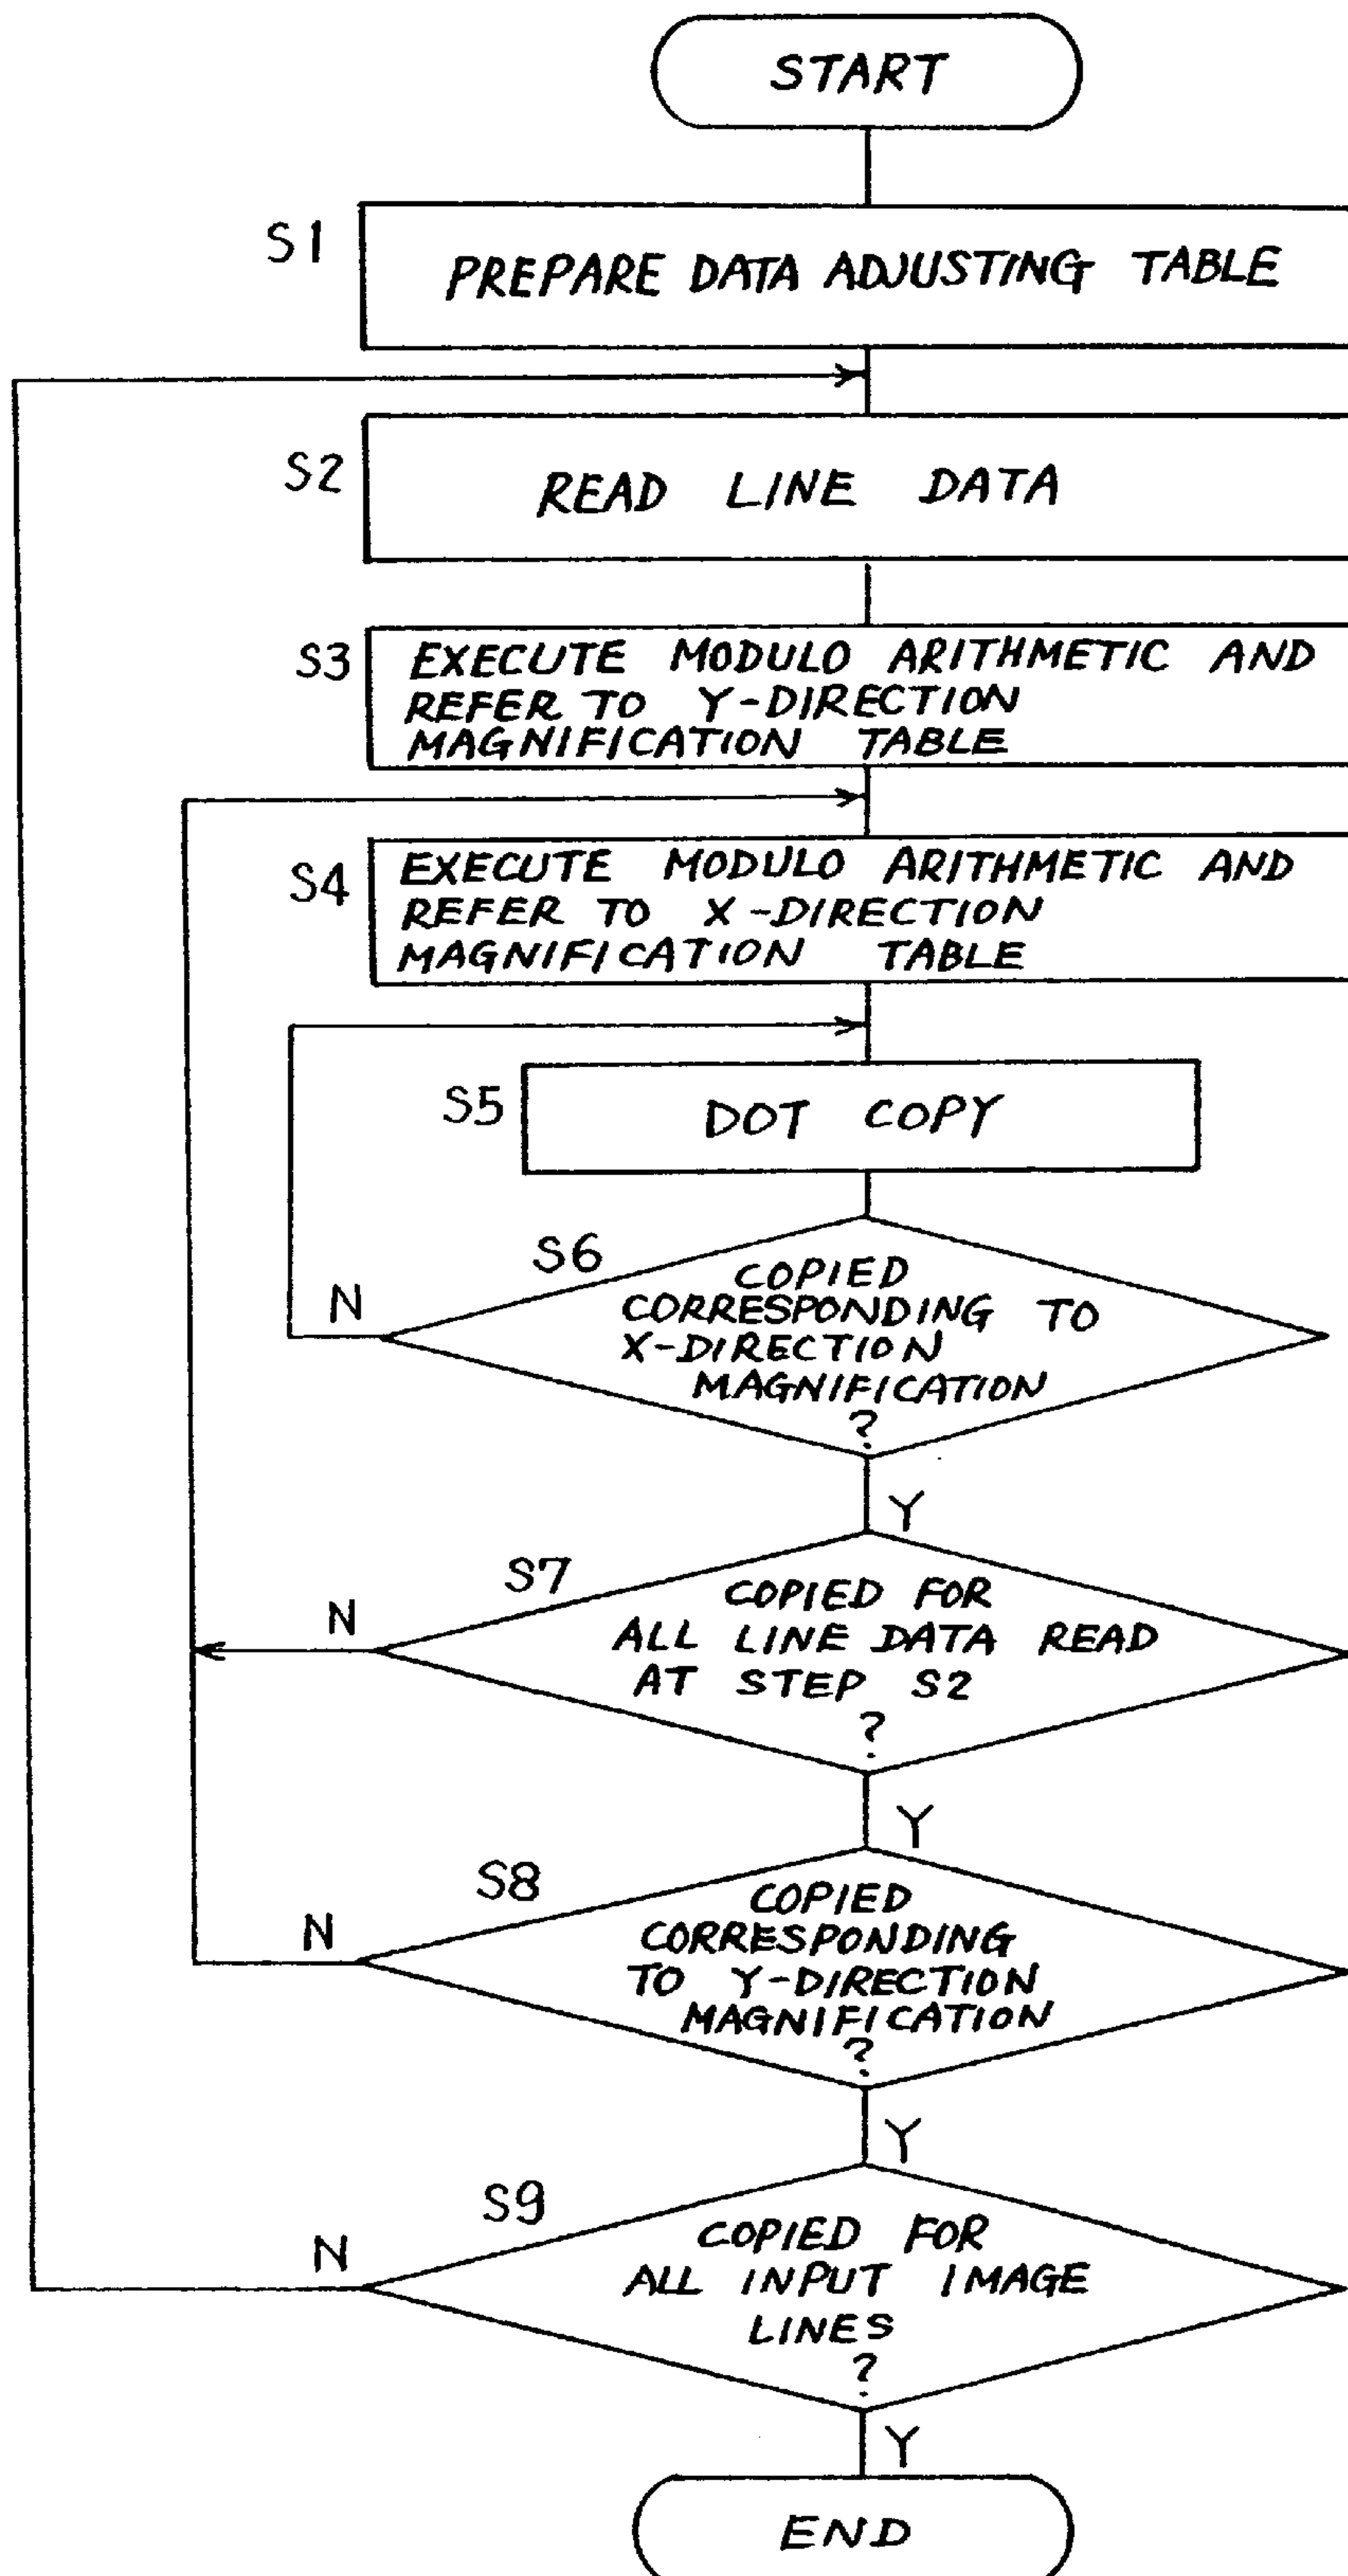 START
S1
PREPARE DATA ADJUSTING TABLE
S2
READ LINE DATA
S3
EXECUTE MODULO ARITHMETIC AND
REFER TO Y-DIRECTION
MAGNIFICATION TABLE
S4
EXECUTE MODULO ARITHMETIC AND
REFER TO X-DIRECTION
MAGNIFICATION TABLE
S5
DOT COPY
S6
COPIED
CORRESPONDING TO
X-DIRECTION
MAGNIFICATION
?
N
Y
S7
COPIED FOR
ALL LINE DATA READ
AT STEP S2
?
N
Y
S8
COPIED
CORRESPONDING
TO Y-DIRECTION
MAGNIFICATION
?
N
Y
S9
COPIED FOR
ALL INPUT IMAGE
LINES
?
N
Y
END